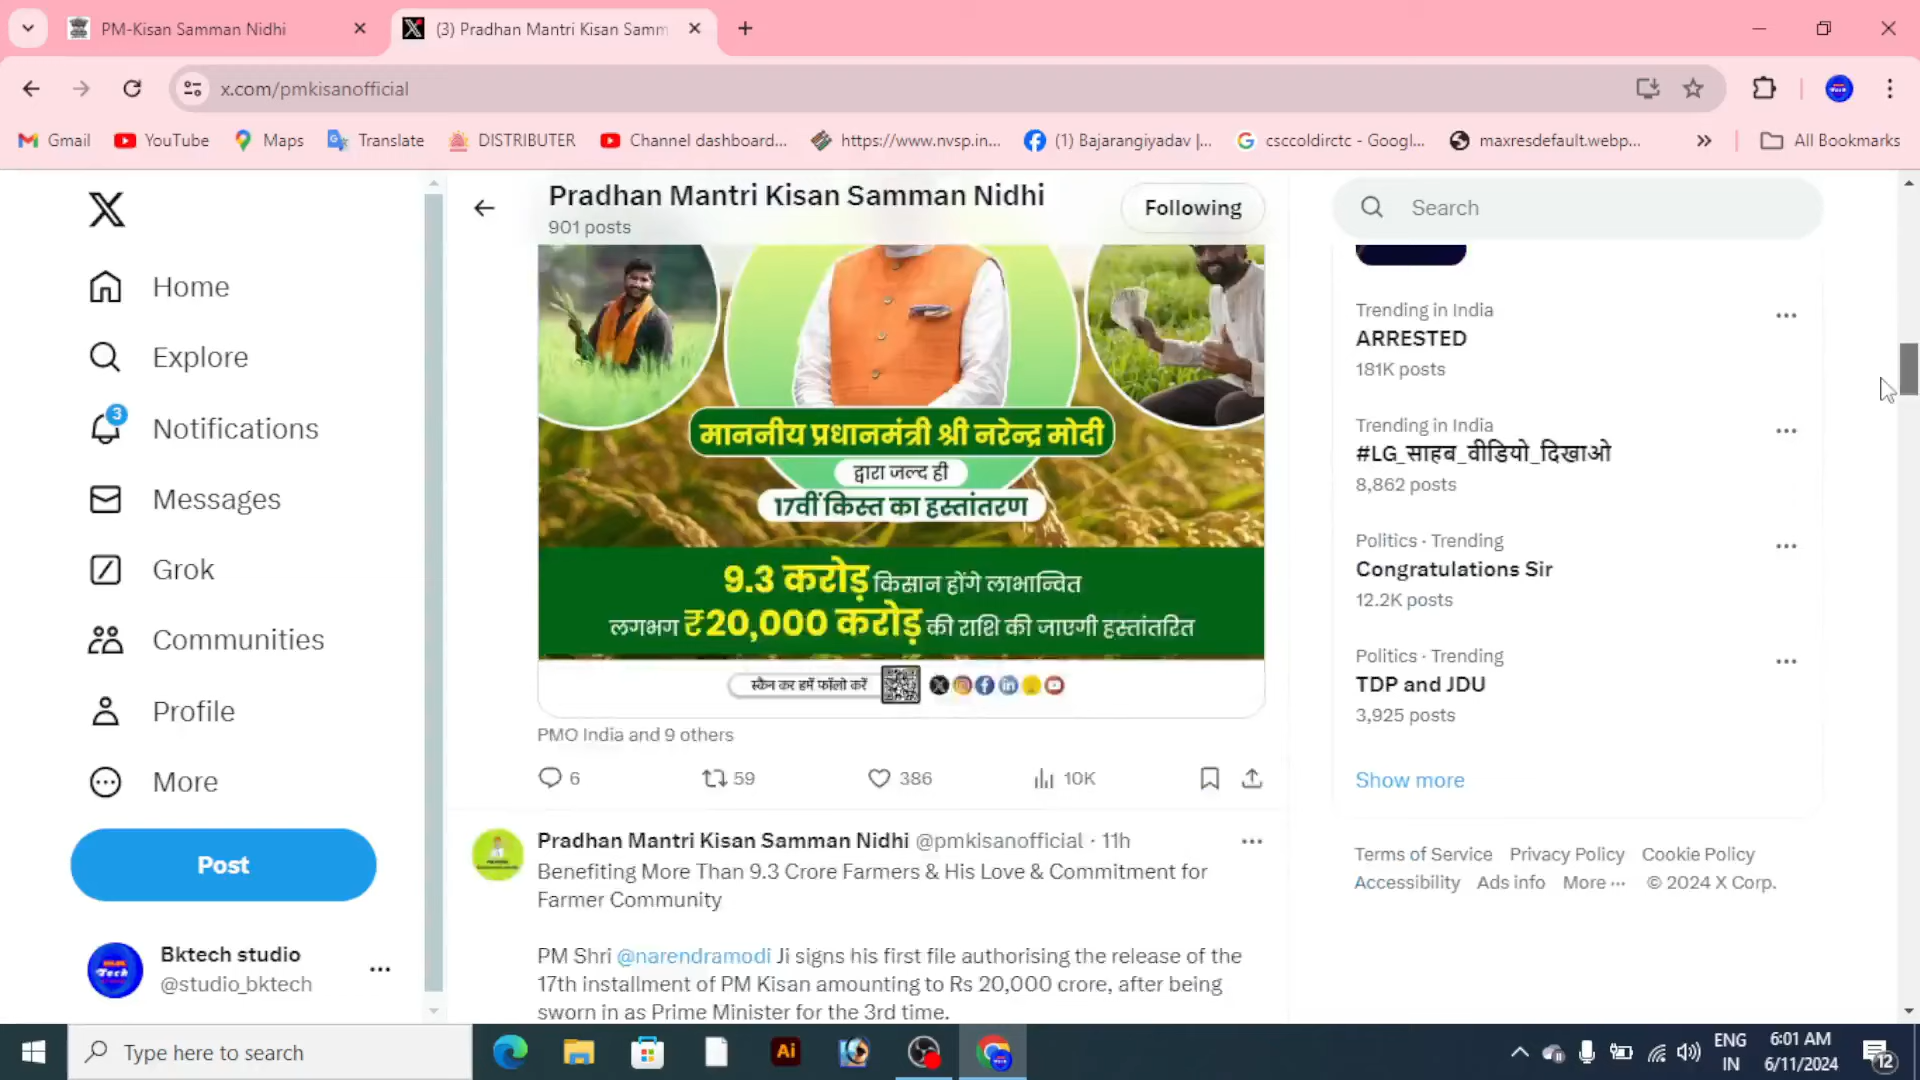 PM-Kisan Samman Nidhi
(3) Pradhan Mantri Kisan Samm
x.com/pmkisanofficial
Gmail
YouTube
Maps
Translate
DISTRIBUTER
Channel dashboard...
https://www.nvsp.in...
(1) Bajarangiyadav |...
csccoldirctc - Googl...
maxresdefault.webp...
All Bookmarks
Home
Explore
3
Notifications
Messages
Grok
Communities
Profile
More
Post
Bktech studio
@studio_bktech
Pradhan Mantri Kisan Samman Nidhi
901 posts
Following
माननीय प्रधानमंत्री श्री नरेन्द्र मोदी
द्वारा जल्द ही
17वीं किस्त का हस्तांतरण
9.3 करोड़ किसान होंगे लाभान्वित
लगभग ₹20,000 करोड़ की राशि की जाएगी हस्तांतरित
स्कैन कर हमें फॉलो करें
PMO India and 9 others
6
59
386
10K
Pradhan Mantri Kisan Samman Nidhi @pmkisanofficial · 11h
Benefiting More Than 9.3 Crore Farmers & His Love & Commitment for
Farmer Community
PM Shri @narendramodi Ji signs his first file authorising the release of the
17th installment of PM Kisan amounting to Rs 20,000 crore, after being
sworn in as Prime Minister for the 3rd time.
Search
Trending in India
ARRESTED
181K posts
Trending in India
#LG_साहब_वीडियो_दिखाओ
8,862 posts
Politics · Trending
Congratulations Sir
12.2K posts
Politics · Trending
TDP and JDU
3,925 posts
Show more
Terms of Service Privacy Policy Cookie Policy
Accessibility Ads info More ··· © 2024 X Corp.
Type here to search
Ai
ENG
IN
6:01 AM
6/11/2024
12